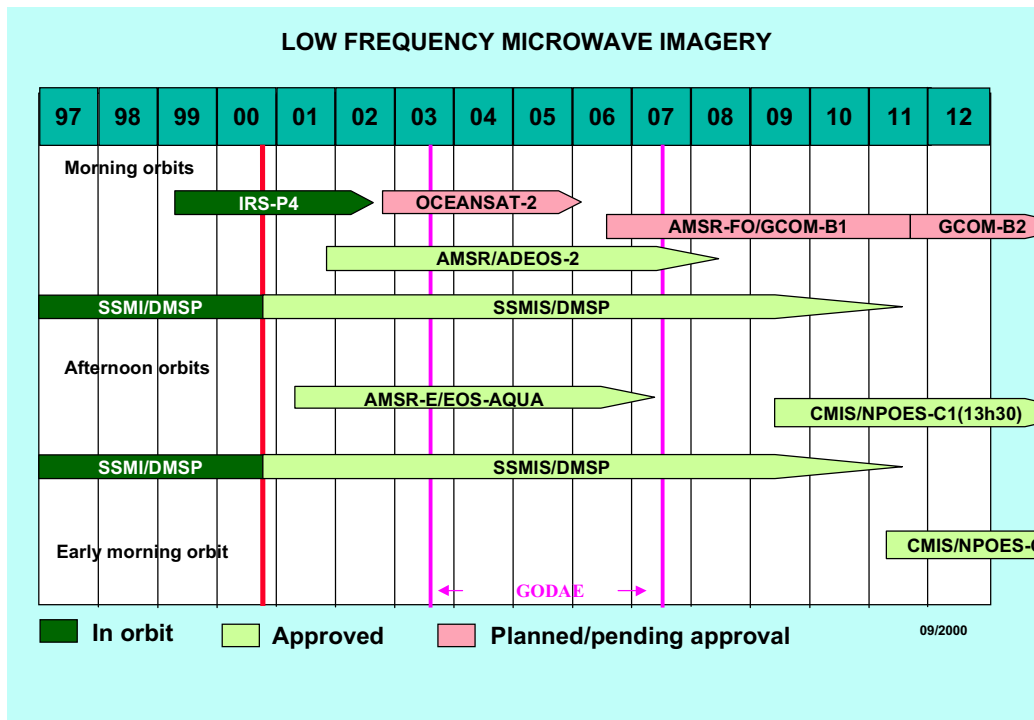 LOW FREQUENCY MICROWAVE IMAGERY
97 98 99 00 01 02 03 04 05 06 07 08 09 10 11 12
Morning orbits
IRS-P4 OCEANSAT-2
AMSR-FO/GCOM-B1 GCOM-B2
AMSR/ADEOS-2
SSMI/DMSP SSMIS/DMSP
Afternoon orbits
AMSR-E/EOS-AQUA
CMIS/NPOES-C1(13h30)
SSMI/DMSP SSMIS/DMSP
Early morning orbit
CMIS/NPOES-
GODAE
In orbit Approved Planned/pending approval
09/2000